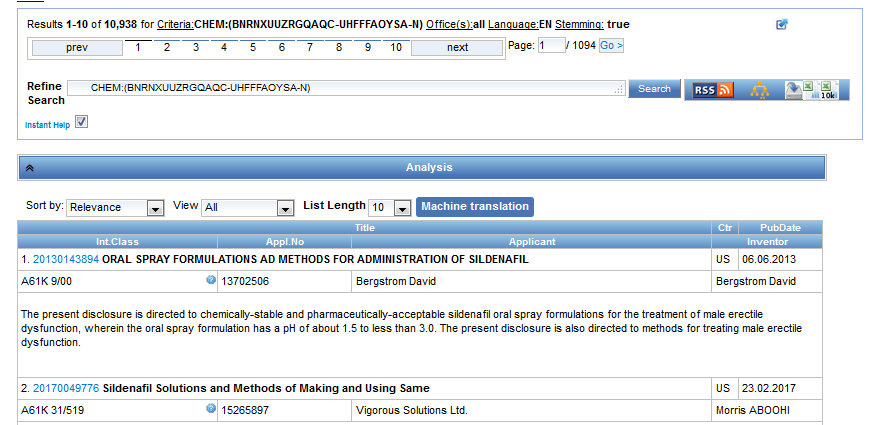 Results 1-10 of 10,938 for Criteria:CHEM:(BNRNXUUZRGQAQC-UHFFFAOYSA-N) Office(s):all Language:EN Stemming: true
prev 1 2 3 4 5 6 7 8 9 10 next Page: 1 / 1094 Go >
Refine Search CHEM:(BNRNXUUZRGQAQC-UHFFFAOYSA-N) Search RSS 10k
Instant Help
Analysis
Sort by: Relevance View All List Length 10 Machine translation
Title Ctr PubDate
Int.Class Appl.No Applicant Inventor
1. 20130143894 ORAL SPRAY FORMULATIONS AD METHODS FOR ADMINISTRATION OF SILDENAFIL US 06.06.2013
A61K 9/00 13702506 Bergstrom David Bergstrom David
The present disclosure is directed to chemically-stable and pharmaceutically-acceptable sildenafil oral spray formulations for the treatment of male erectile
dysfunction, wherein the oral spray formulation has a pH of about 1.5 to less than 3.0. The present disclosure is also directed to methods for treating male erectile
dysfunction.
2. 20170049776 Sildenafil Solutions and Methods of Making and Using Same US 23.02.2017
A61K 31/519 15265897 Vigorous Solutions Ltd. Morris ABOOHI